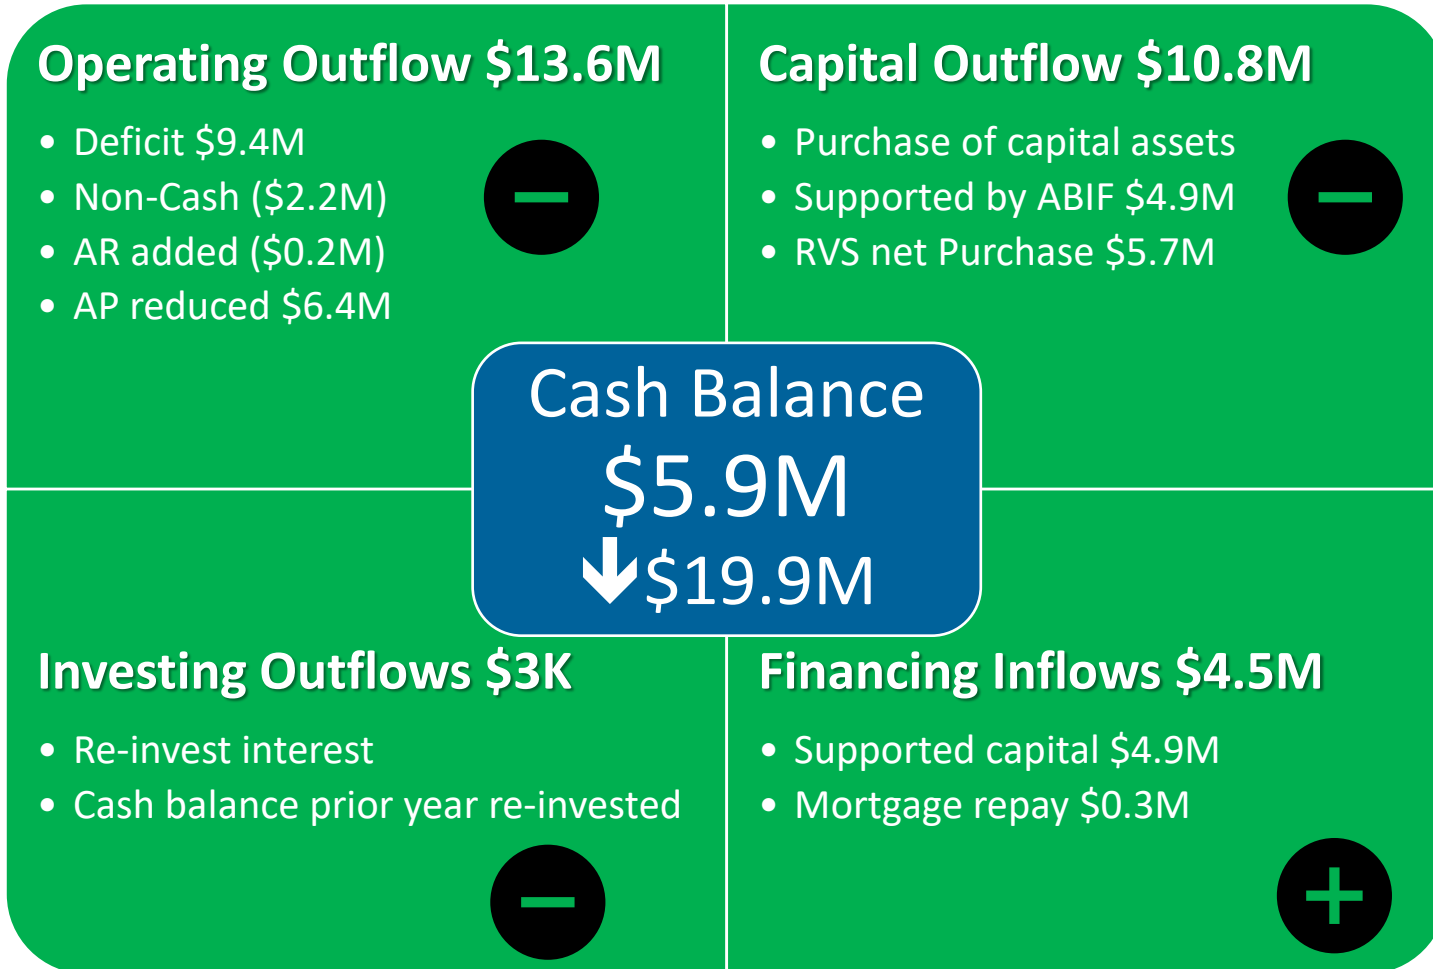 Operating Outflow $13.6M
• Deficit $9.4M
• Non-Cash ($2.2M)
• AR added ($0.2M)
• AP reduced $6.4M
Capital Outflow $10.8M
• Purchase of capital assets
• Supported by ABIF $4.9M
• RVS net Purchase $5.7M
Cash Balance
$5.9M
↓$19.9M
Investing Outflows $3K
• Re-invest interest
• Cash balance prior year re-invested
Financing Inflows $4.5M
• Supported capital $4.9M
• Mortgage repay $0.3M